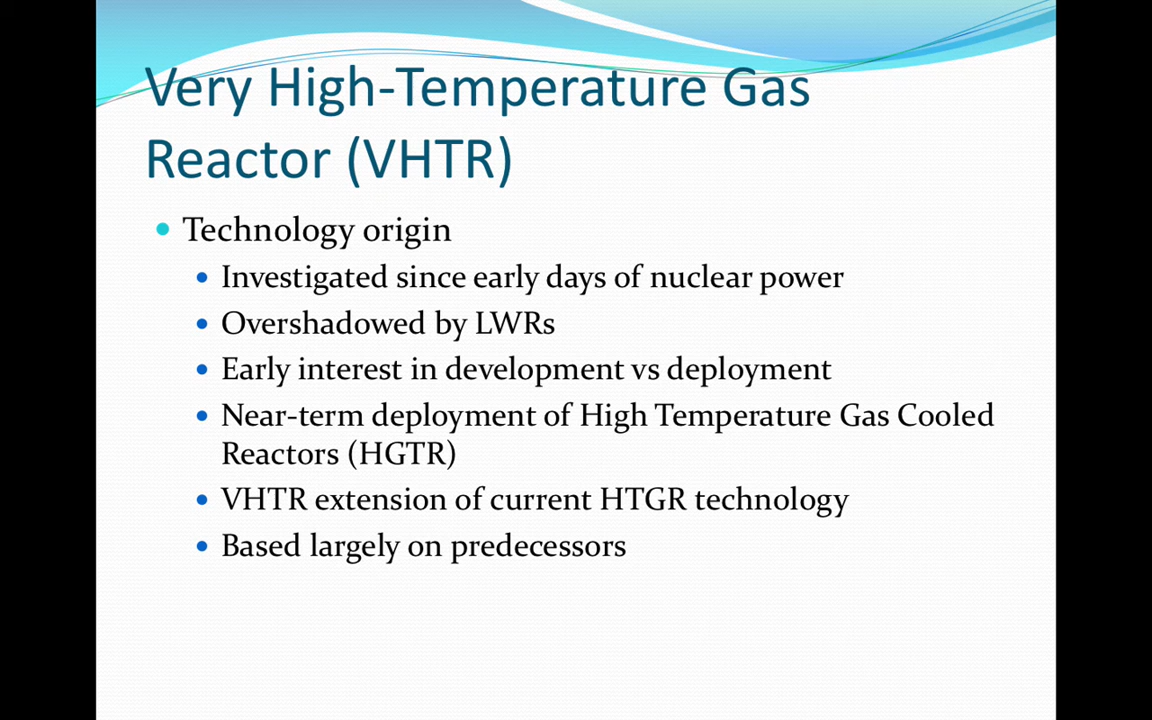 Very High-Temperature Gas
Reactor (VHTR)
Technology origin
Investigated since early days of nuclear power
Overshadowed by LWRs
Early interest in development vs deployment
Near-term deployment of High Temperature Gas Cooled
Reactors (HGTR)
VHTR extension of current HTGR technology
Based largely on predecessors